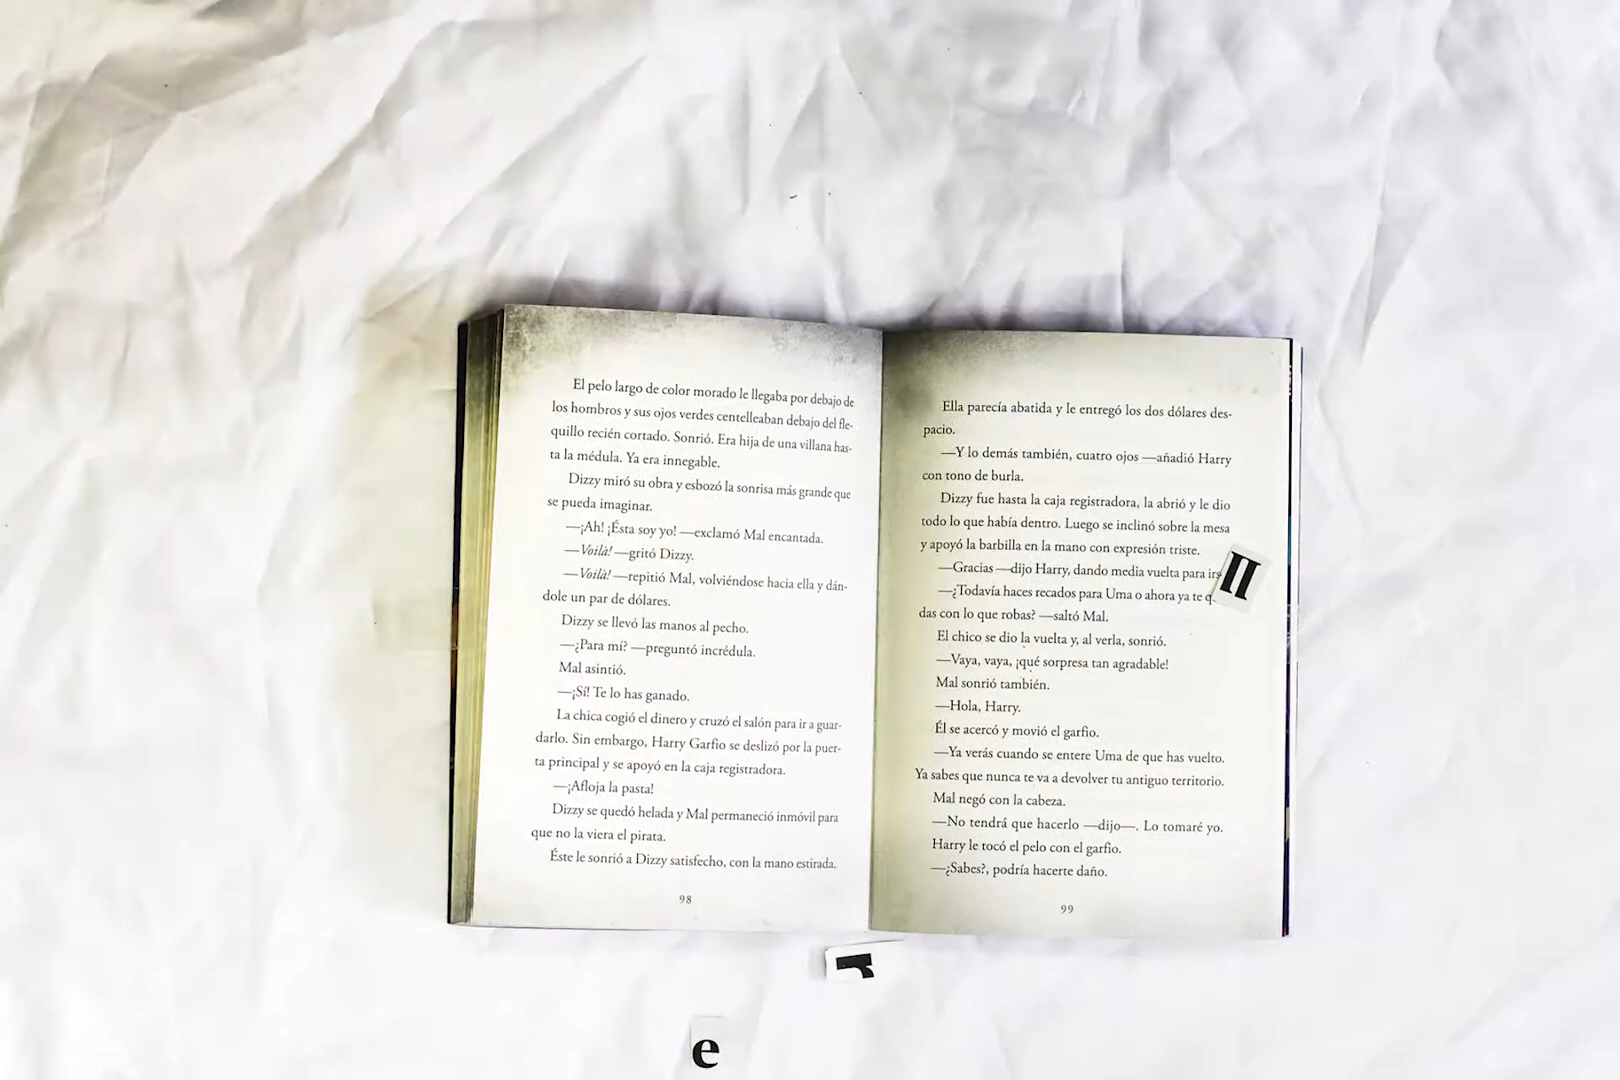 El pelo largo de color morado le llegaba por debajo de
los hombros y sus ojos verdes centelleaban debajo del fle-
quillo recién cortado. Sonrió. Era hija de una villana has-
ta la médula. Ya era innegable.
Dizzy miró su obra y esbozó la sonrisa más grande que
se pueda imaginar.
—¡Ah! ¡Ésta soy yo! —exclamó Mal encantada.
—Voilà! —gritó Dizzy.
—Voilà! —repitió Mal, volviéndose hacia ella y dán-
dole un par de dólares.
Dizzy se llevó las manos al pecho.
—¿Para mí? —preguntó incrédula.
Mal asintió.
—¡Sí! Te lo has ganado.
La chica cogió el dinero y cruzó el salón para ir a guar-
darlo. Sin embargo, Harry Garfio se deslizó por la puer-
ta principal y se apoyó en la caja registradora.
—¡Afloja la pasta!
Dizzy se quedó helada y Mal permaneció inmóvil para
que no la viera el pirata.
Éste le sonrió a Dizzy satisfecho, con la mano estirada.
98
Ella parecía abatida y le entregó los dos dólares des-
pacio.
—Y lo demás también, cuatro ojos —añadió Harry
con tono de burla.
Dizzy fue hasta la caja registradora, la abrió y le dio
todo lo que había dentro. Luego se inclinó sobre la mesa
y apoyó la barbilla en la mano con expresión triste.
—Gracias —dijo Harry, dando media vuelta para
—¿Todavía haces recados para Uma o ahora ya te
das con lo que robas? —saltó Mal.
El chico se dio la vuelta y, al verla, sonrió.
—Vaya, vaya, ¡qué sorpresa tan agradable!
Mal sonrió también.
—Hola, Harry.
Él se acercó y movió el garfio.
—Ya verás cuando se entere Uma de que has vuelto.
Ya sabes que nunca te va a devolver tu antiguo territorio.
Mal negó con la cabeza.
—No tendrá que hacerlo —dijo—. Lo tomaré yo.
Harry le tocó el pelo con el garfio.
—¿Sabes?, podría hacerte daño.
99
r
e